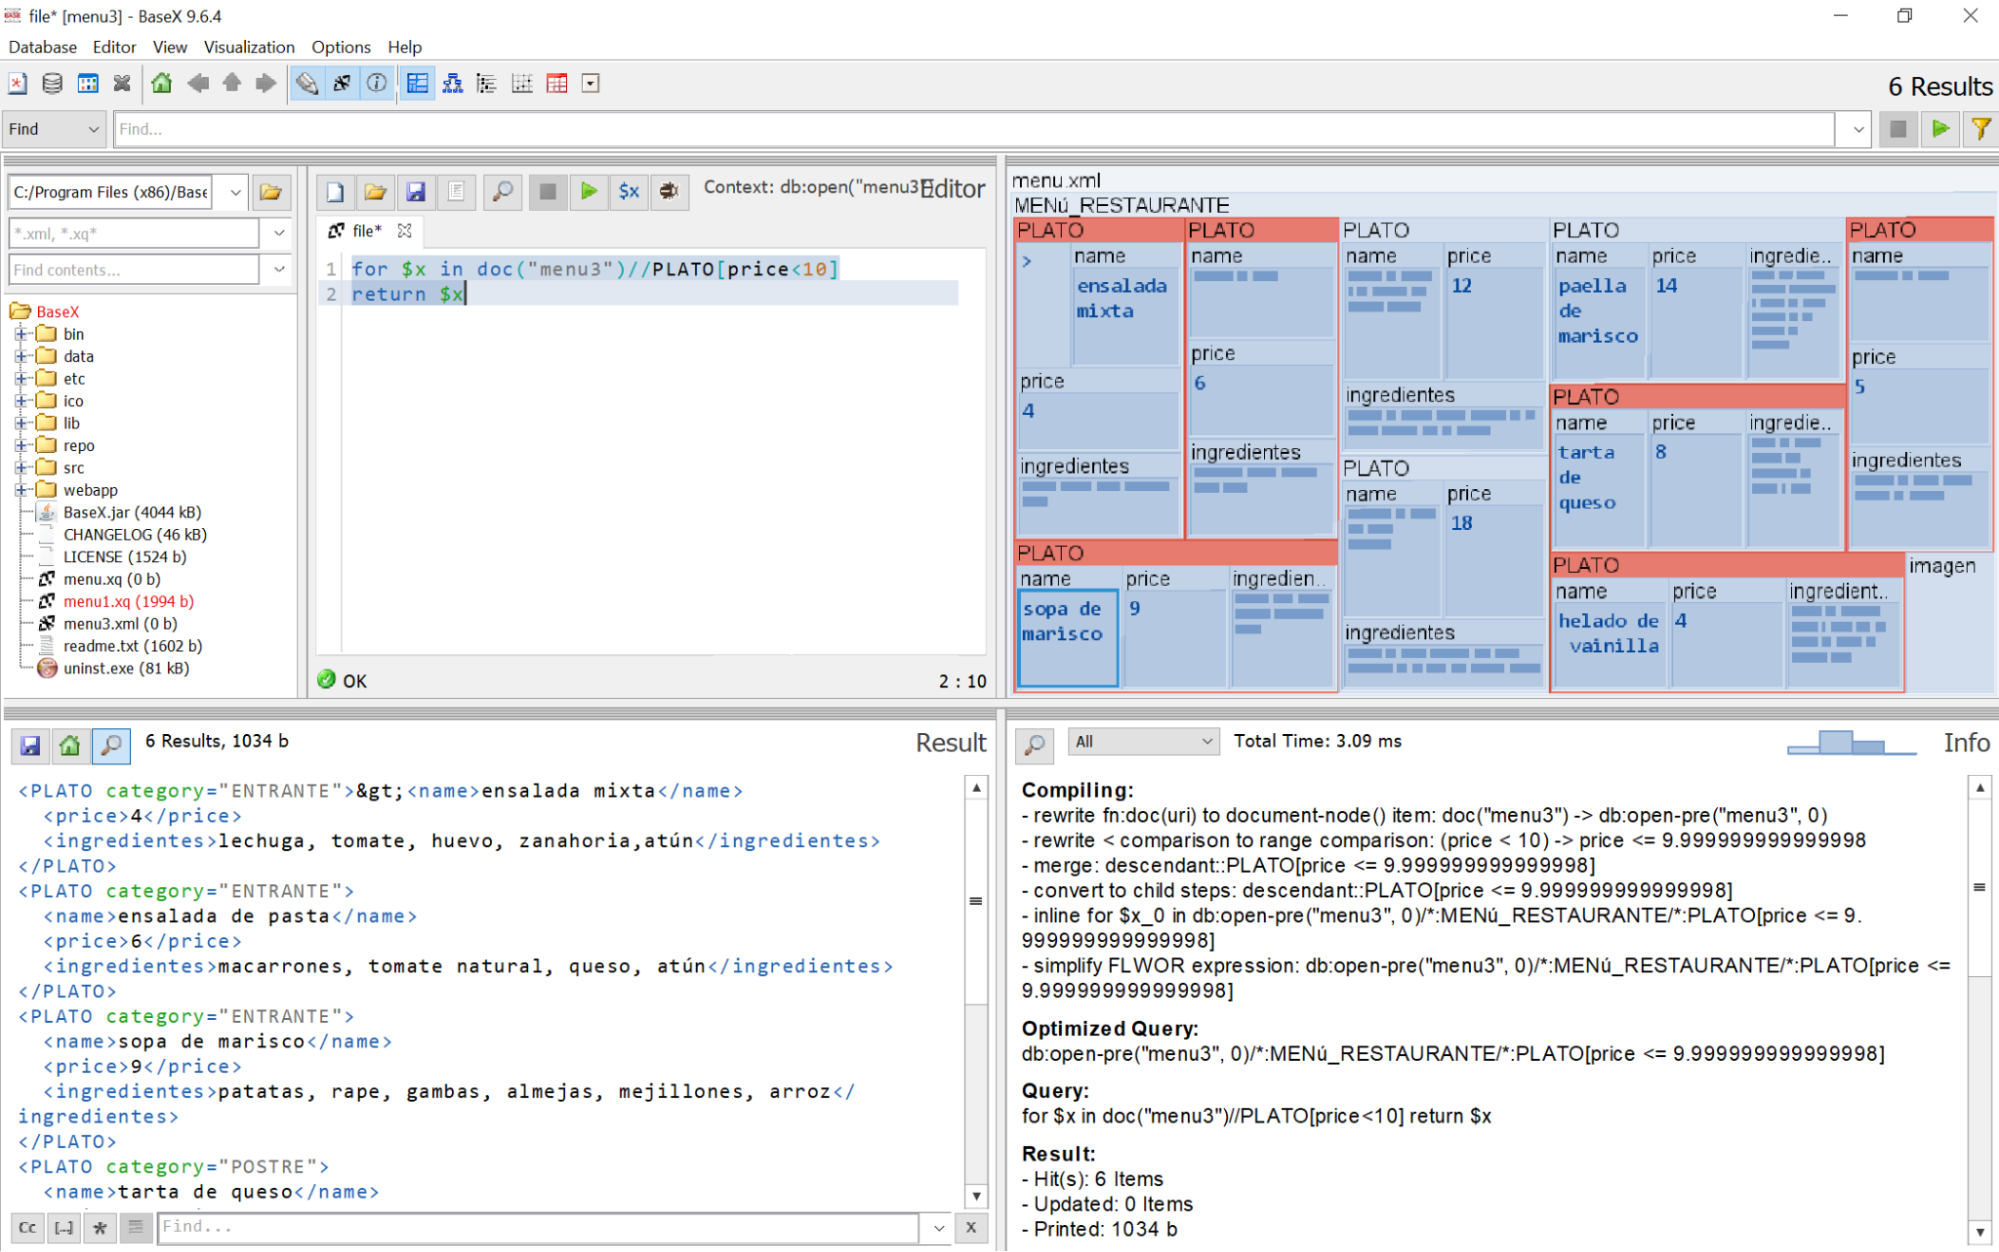 file* [menu3] - BaseX 9.6.4
Database Editor View Visualization Options Help
6 Results
Find
Find...
C:/Program Files (x86)/Base
*.xml, *.xq*
Find contents...
BaseX
bin
data
etc
ico
lib
repo
src
webapp
BaseX.jar (4044 kB)
CHANGELOG (46 kB)
LICENSE (1524 b)
menu.xq (0 b)
menu1.xq (1994 b)
menu3.xml (0 b)
readme.txt (1602 b)
uninst.exe (81 kB)
$x
Context: db:open("menu3
Editor
file*
1 for $x in doc("menu3")//PLATO[price<10]
2 return $x
OK
2 : 10
menu.xml
MENú_RESTAURANTE
PLATO
>
name
ensalada
mixta
price
4
ingredientes
PLATO
name
price
6
ingredientes
PLATO
name
sopa de
marisco
price
9
ingredien..
PLATO
name
price
12
ingredientes
PLATO
name
price
18
ingredientes
PLATO
name
paella
de
marisco
price
14
ingredie..
PLATO
name
tarta
de
queso
price
8
ingredie..
PLATO
name
helado de
vainilla
price
4
ingredient..
PLATO
name
price
5
ingredientes
imagen
6 Results, 1034 b
Result
<PLATO category="ENTRANTE">&gt;<name>ensalada mixta</name>
<price>4</price>
<ingredientes>lechuga, tomate, huevo, zanahoria,atún</ingredientes>
</PLATO>
<PLATO category="ENTRANTE">
<name>ensalada de pasta</name>
<price>6</price>
<ingredientes>macarrones, tomate natural, queso, atún</ingredientes>
</PLATO>
<PLATO category="ENTRANTE">
<name>sopa de marisco</name>
<price>9</price>
<ingredientes>patatas, rape, gambas, almejas, mejillones, arroz</
ingredientes>
</PLATO>
<PLATO category="POSTRE">
<name>tarta de queso</name>
Cc
[...]
*
Find...
X
All
Total Time: 3.09 ms
Info
Compiling:
- rewrite fn:doc(uri) to document-node() item: doc("menu3") -> db:open-pre("menu3", 0)
- rewrite < comparison to range comparison: (price < 10) -> price <= 9.999999999999998
- merge: descendant::PLATO[price <= 9.999999999999998]
- convert to child steps: descendant::PLATO[price <= 9.999999999999998]
- inline for $x_0 in db:open-pre("menu3", 0)/*:MENú_RESTAURANTE/*:PLATO[price <= 9.
999999999999998]
- simplify FLWOR expression: db:open-pre("menu3", 0)/*:MENú_RESTAURANTE/*:PLATO[price <=
9.999999999999998]
Optimized Query:
db:open-pre("menu3", 0)/*:MENú_RESTAURANTE/*:PLATO[price <= 9.999999999999998]
Query:
for $x in doc("menu3")//PLATO[price<10] return $x
Result:
- Hit(s): 6 Items
- Updated: 0 Items
- Printed: 1034 b